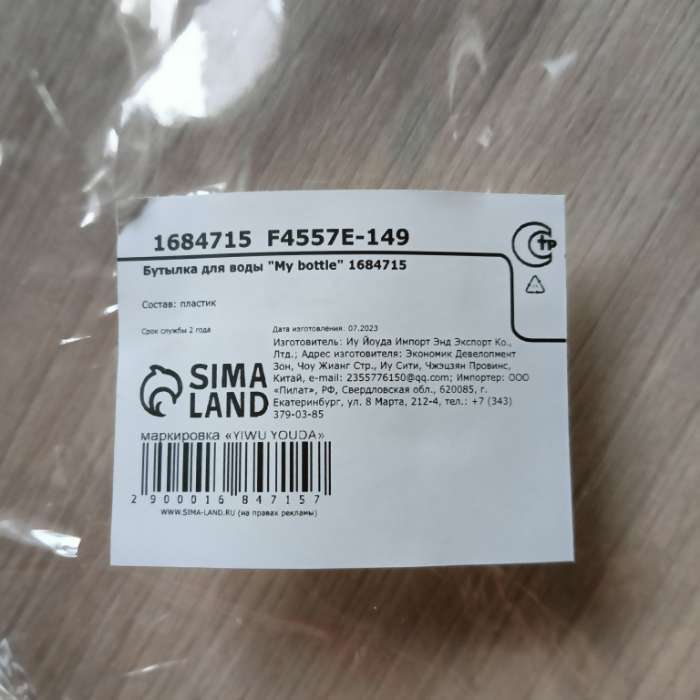 1684715 F4557E-149
Бутылка для воды "My bottle" 1684715
Состав: пластик
Срок службы 2 года
Дата изготовления: 07.2023
Изготовитель: Иу Йоуда Импорт Энд Экспорт Ко.,
Лтд.; Адрес изготовителя: Экономик Девелопмент
Зон, Чоу Жианг Стр., Иу Сити, Чжэцзян Провинс,
Китай, e-mail: 2355776150@qq.com; Импортер: ООО
«Пилат», РФ, Свердловская обл., 620085, г.
Екатеринбург, ул. 8 Марта, 212-4, тел.: +7 (343)
379-03-85
SIMA
LAND
маркировка «YIWU YOUDA»
2 900016 847157
WWW.SIMA-LAND.RU (на правах рекламы)
Стр